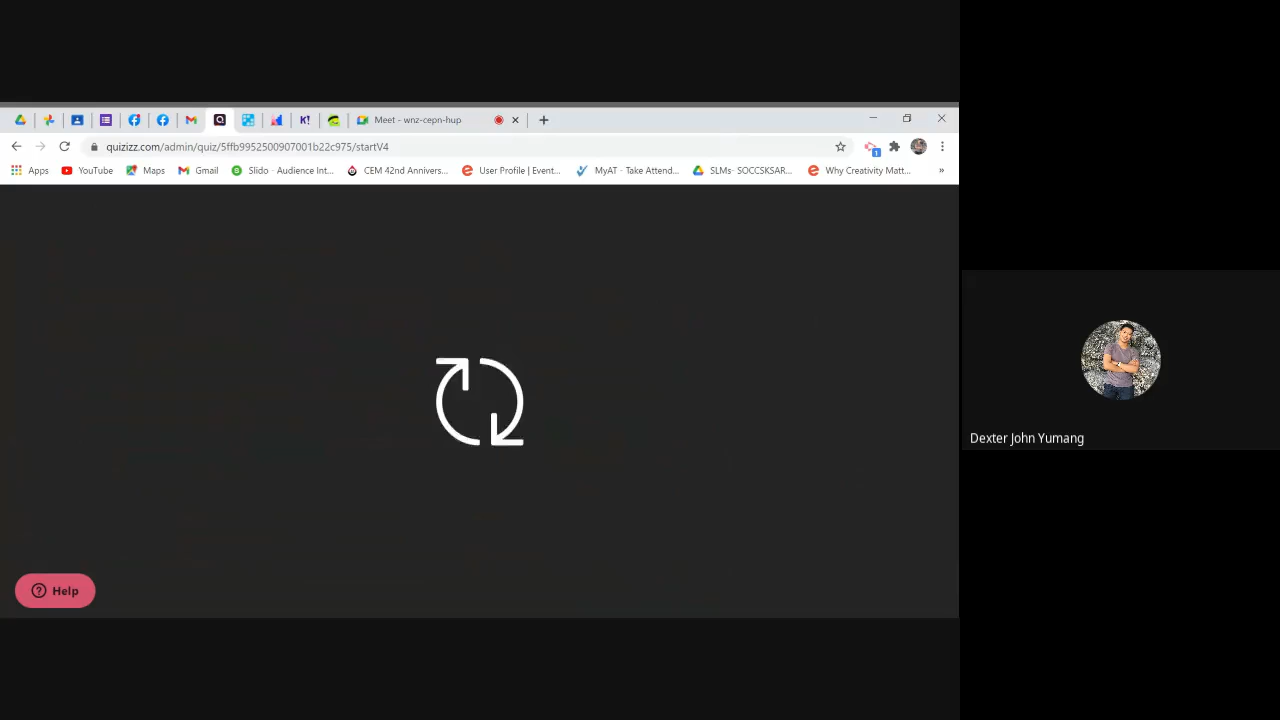 Meet - wnz-cepn-hup
quizizz.com/admin/quiz/5ffb9952500907001b22c975/startV4
Apps YouTube Maps Gmail Slido - Audience Int... CEM 42nd Annivers... User Profile | Event... MyAT - Take Attend... SLMs- SOCCSKSAR... Why Creativity Matt... »
Dexter John Yumang
Help